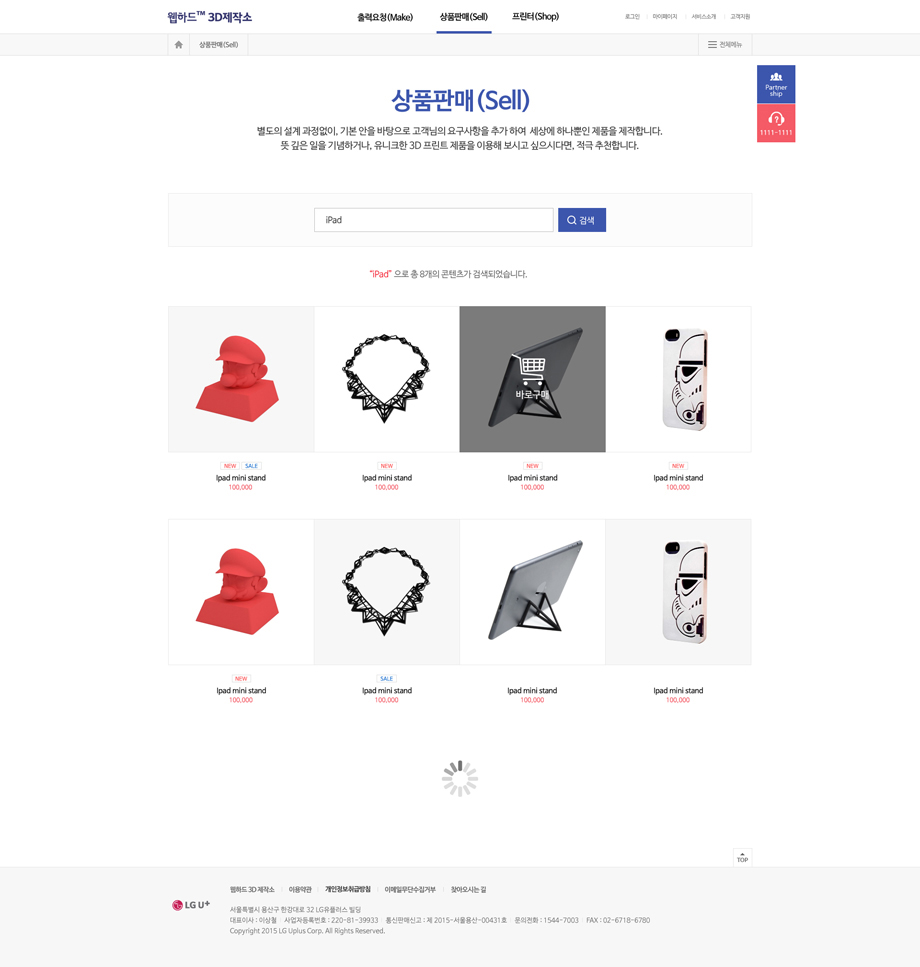 웹하드™ 3D제작소
출력요청(Make) 상품판매(Sell) 프린터(Shop)
로그인 마이페이지 서비스소개 고객지원
상품판매(Sell)
전체메뉴
Partner
ship
1111-1111
상품판매(Sell)
별도의 설계 과정없이, 기본 안을 바탕으로 고객님의 요구사항을 추가 하여 세상에 하나뿐인 제품을 제작합니다.
뜻 깊은 일을 기념하거나, 유니크한 3D 프린트 제품을 이용해 보시고 싶으시다면, 적극 추천합니다.
iPad
검색
“iPad” 으로 총 8개의 콘텐츠가 검색되었습니다.
바로구매
NEW SALE
Ipad mini stand
100,000
NEW
Ipad mini stand
100,000
NEW
Ipad mini stand
100,000
NEW
Ipad mini stand
100,000
NEW
Ipad mini stand
100,000
SALE
Ipad mini stand
100,000
Ipad mini stand
100,000
Ipad mini stand
100,000
TOP
LG U+
웹하드 3D 제작소 이용약관 개인정보취급방침 이메일무단수집거부 찾아오시는 길
서울특별시 용산구 한강대로 32 LG유플러스 빌딩
대표이사 : 이상철 사업자등록번호 : 220-81-39933 통신판매신고 : 제 2015-서울용산-00431호 문의전화 : 1544-7003 FAX : 02-6718-6780
Copyright 2015 LG Uplus Corp. All Rights Reserved.